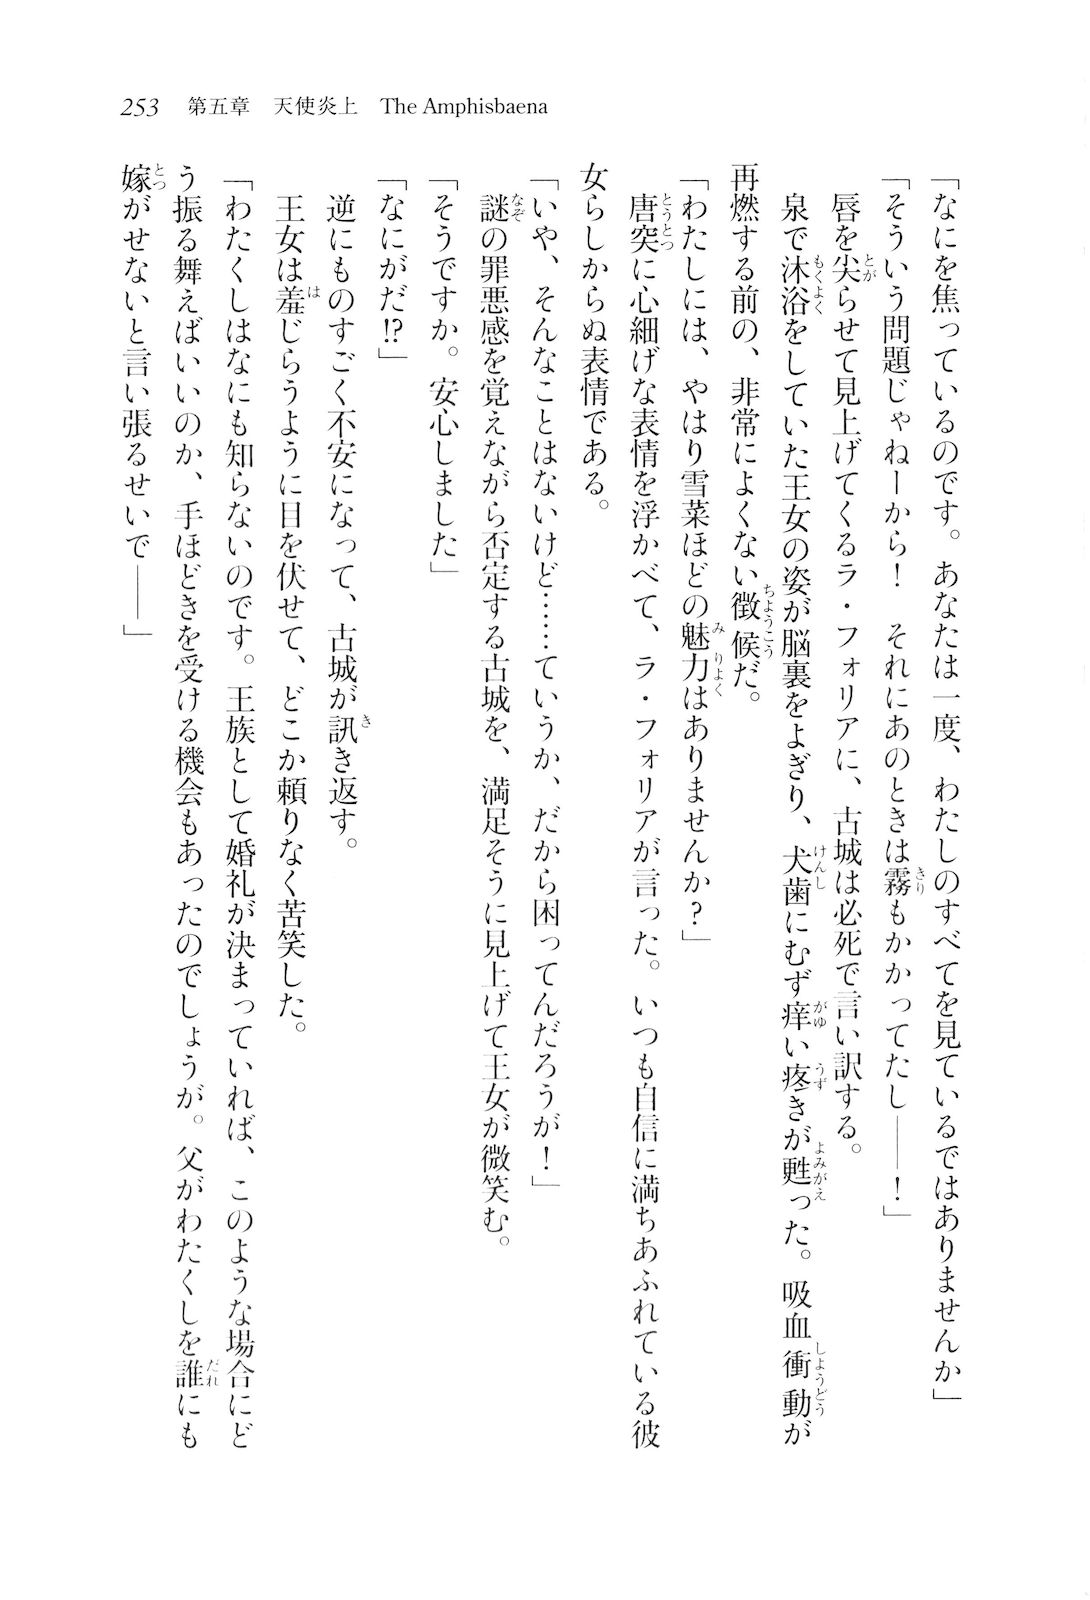 253　第五章　天使炎上　The Amphisbaena
「なにを焦っているのです。あなたは一度、わたしのすべてを見ているではありませんか」
「そういう問題じゃねーから！　それにあのときは霧もかかってたし――！」
唇を尖らせて見上げてくるラ・フォリアに、古城は必死で言い訳する。
泉で沐浴をしていた王女の姿が脳裏をよぎり、犬歯にむず痒い疼きが甦った。吸血衝動が
再燃する前の、非常によくない徴候だ。
「わたしには、やはり雪菜ほどの魅力はありませんか？」
唐突に心細げな表情を浮かべて、ラ・フォリアが言った。いつも自信に満ちあふれている彼
女らしからぬ表情である。
「いや、そんなことはないけど……ていうか、だから困ってんだろうが！」
謎の罪悪感を覚えながら否定する古城を、満足そうに見上げて王女が微笑む。
「そうですか。安心しました」
「なにがだ!?」
逆にものすごく不安になって、古城が訊き返す。
王女は羞じらうように目を伏せて、どこか頼りなく苦笑した。
「わたくしはなにも知らないのです。王族として婚礼が決まっていれば、このような場合にど
う振る舞えばいいのか、手ほどきを受ける機会もあったのでしょうが。父がわたくしを誰にも
嫁がせないと言い張るせいで――」